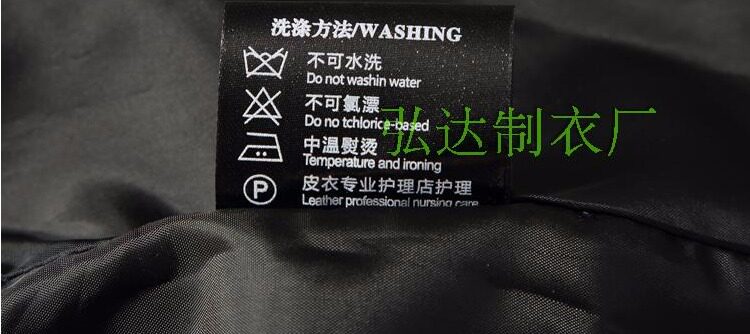 洗涤方法/WASHING
不可水洗
Do not washin water
不可氯漂
Do no tchlorice-based
中温熨烫
Temperature and ironing
P
皮衣专业护理店护理
Leather professional nursing care
弘达制衣厂